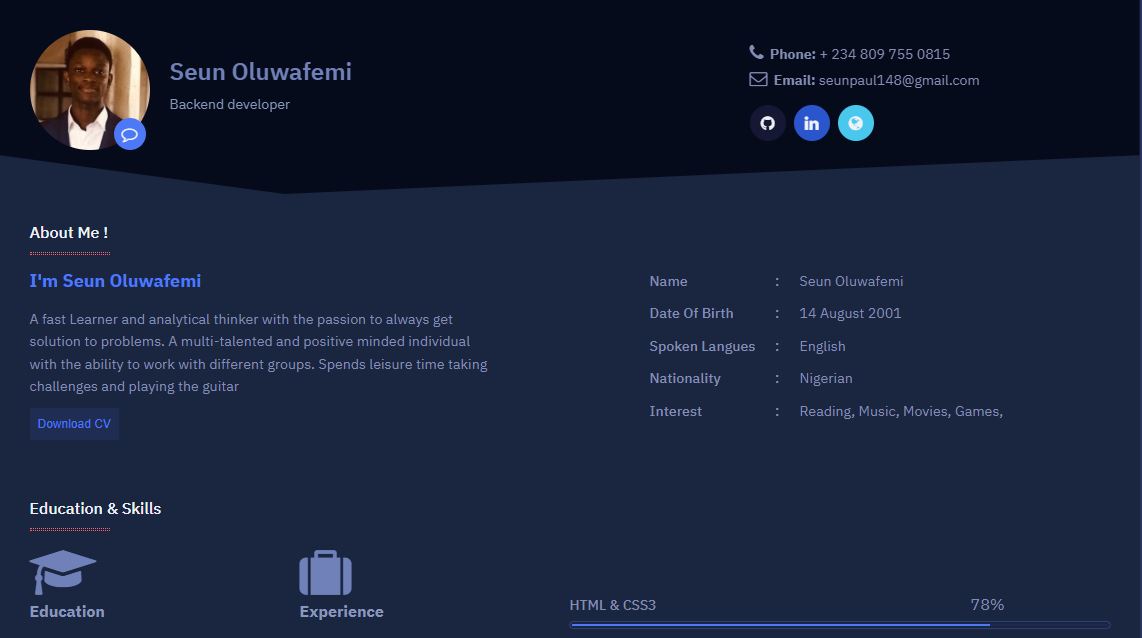 Seun Oluwafemi
Backend developer
Phone: + 234 809 755 0815
Email: seunpaul148@gmail.com
in
About Me !
I'm Seun Oluwafemi
A fast Learner and analytical thinker with the passion to always get
solution to problems. A multi-talented and positive minded individual
with the ability to work with different groups. Spends leisure time taking
challenges and playing the guitar
Download CV
Name : Seun Oluwafemi
Date Of Birth : 14 August 2001
Spoken Langues : English
Nationality : Nigerian
Interest : Reading, Music, Movies, Games,
Education & Skills
Education
Experience
HTML & CSS3 78%